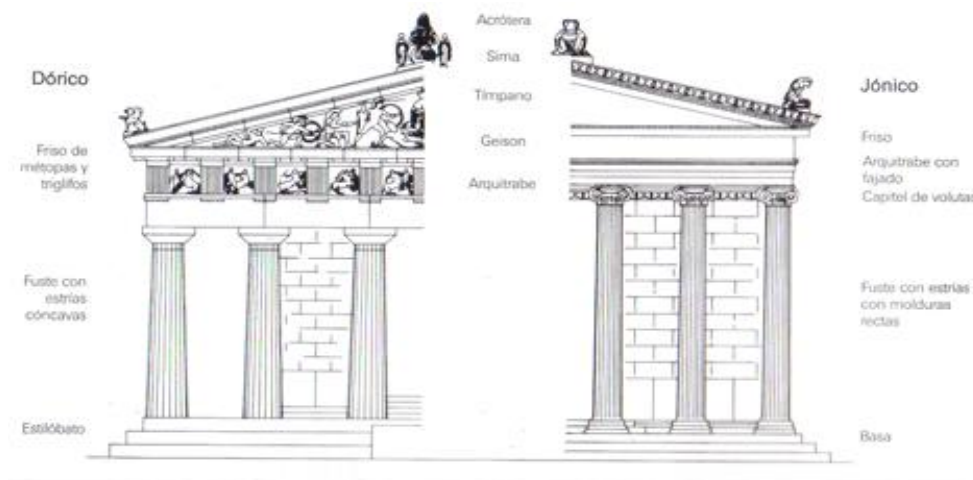 Dórico
Friso de
métopas y
triglifos
Fuste con
estrías
cóncavas
Estilóbato
Acrótera
Sima
Tímpano
Geison
Arquitrabe
Jónico
Friso
Arquitrabe con
fajado
Capitel de volutas
Fuste con estrías
con molduras
rectas
Basa